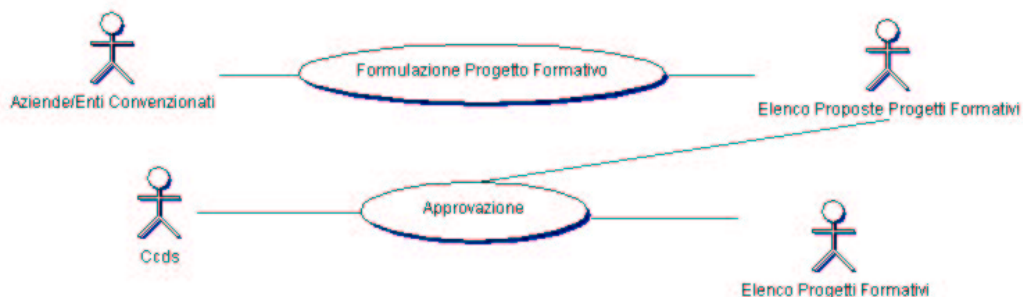 Formulazione Progetto Formativo
Aziende/Enti Convenzionati
Elenco Proposte Progetti Formativi
Approvazione
Ccds
Elenco Progetti Formativi